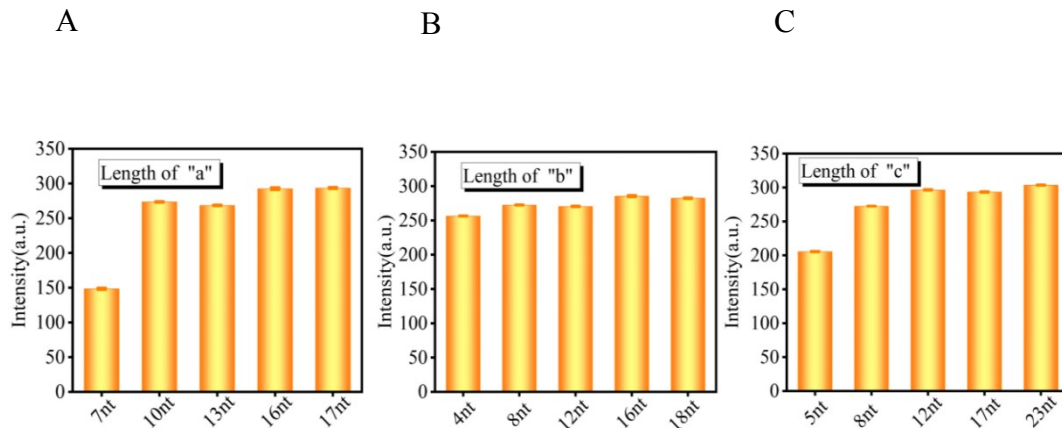 A
B
C
350
300
250
200
150
100
50
0
Intensity(a.u.)
Length of "a"
7nt
10nt
13nt
16nt
17nt
350
300
250
200
150
100
50
0
Intensity(a.u.)
Length of "b"
4nt
8nt
12nt
16nt
18nt
350
300
250
200
150
100
50
0
Intensity(a.u.)
Length of "c"
5nt
8nt
12nt
17nt
23nt